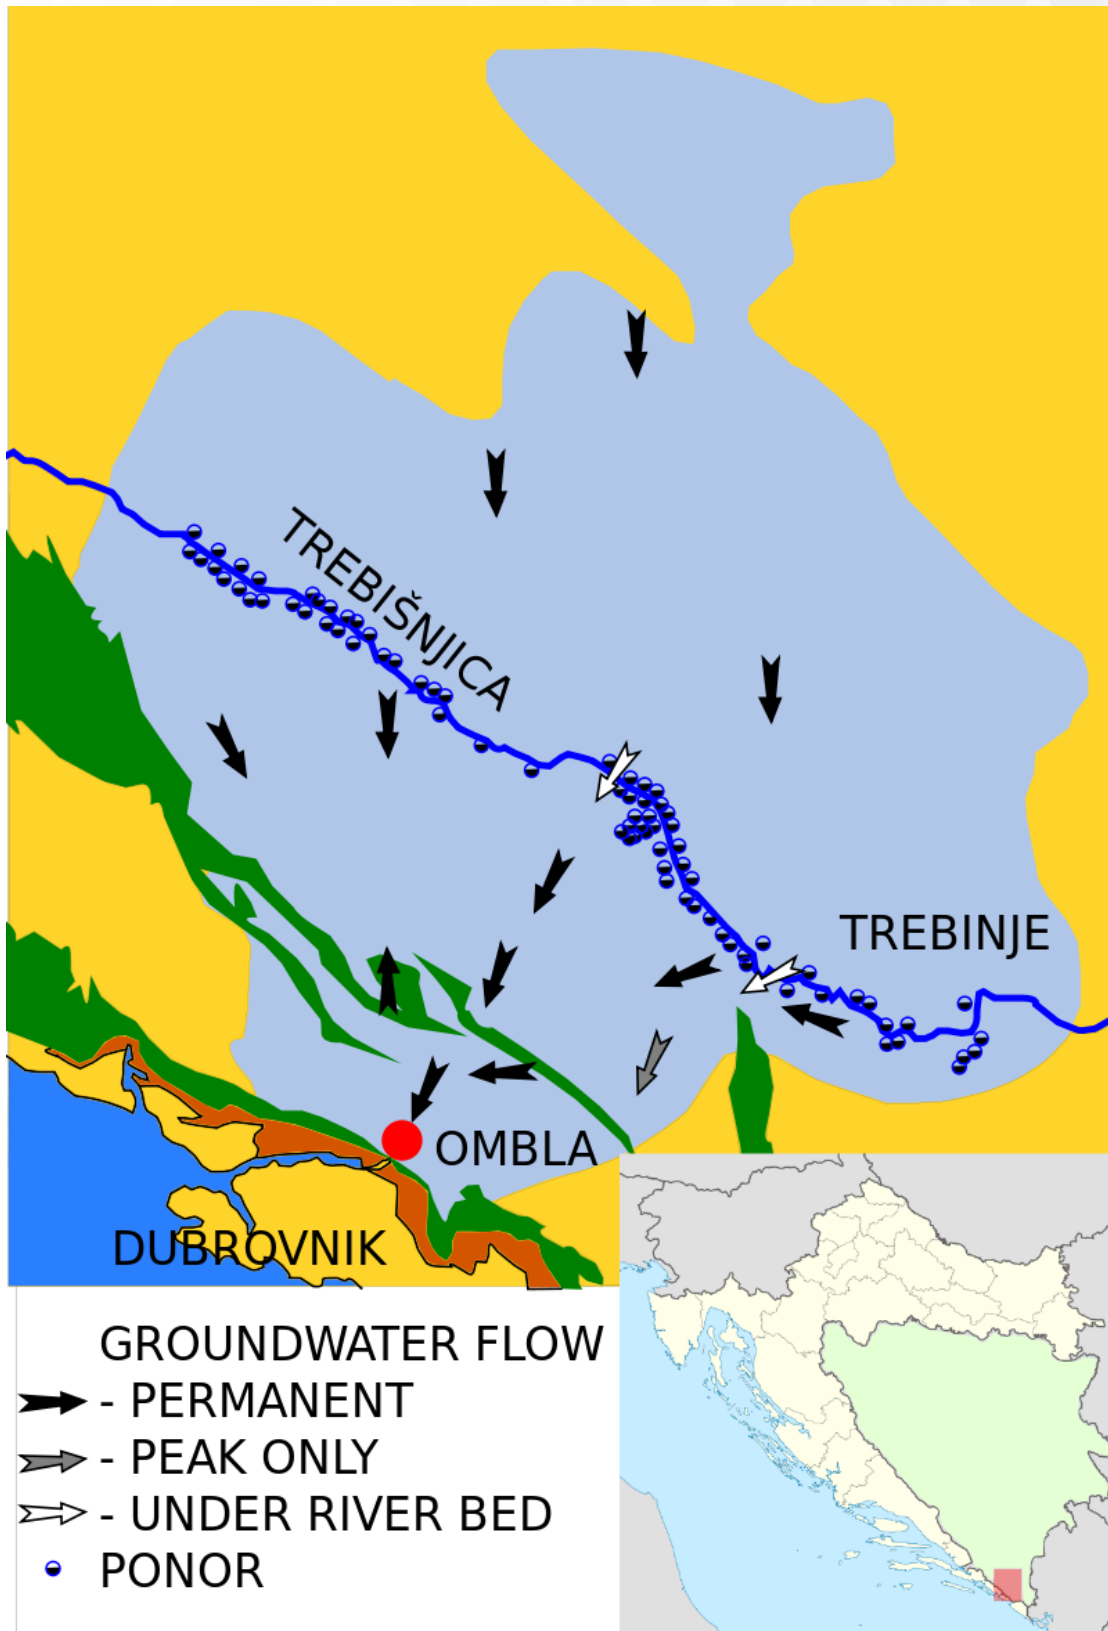 TREBIŠNJICA
TREBINJE
OMBLA
DUBROVNIK
GROUNDWATER FLOW
- PERMANENT
- PEAK ONLY
- UNDER RIVER BED
PONOR